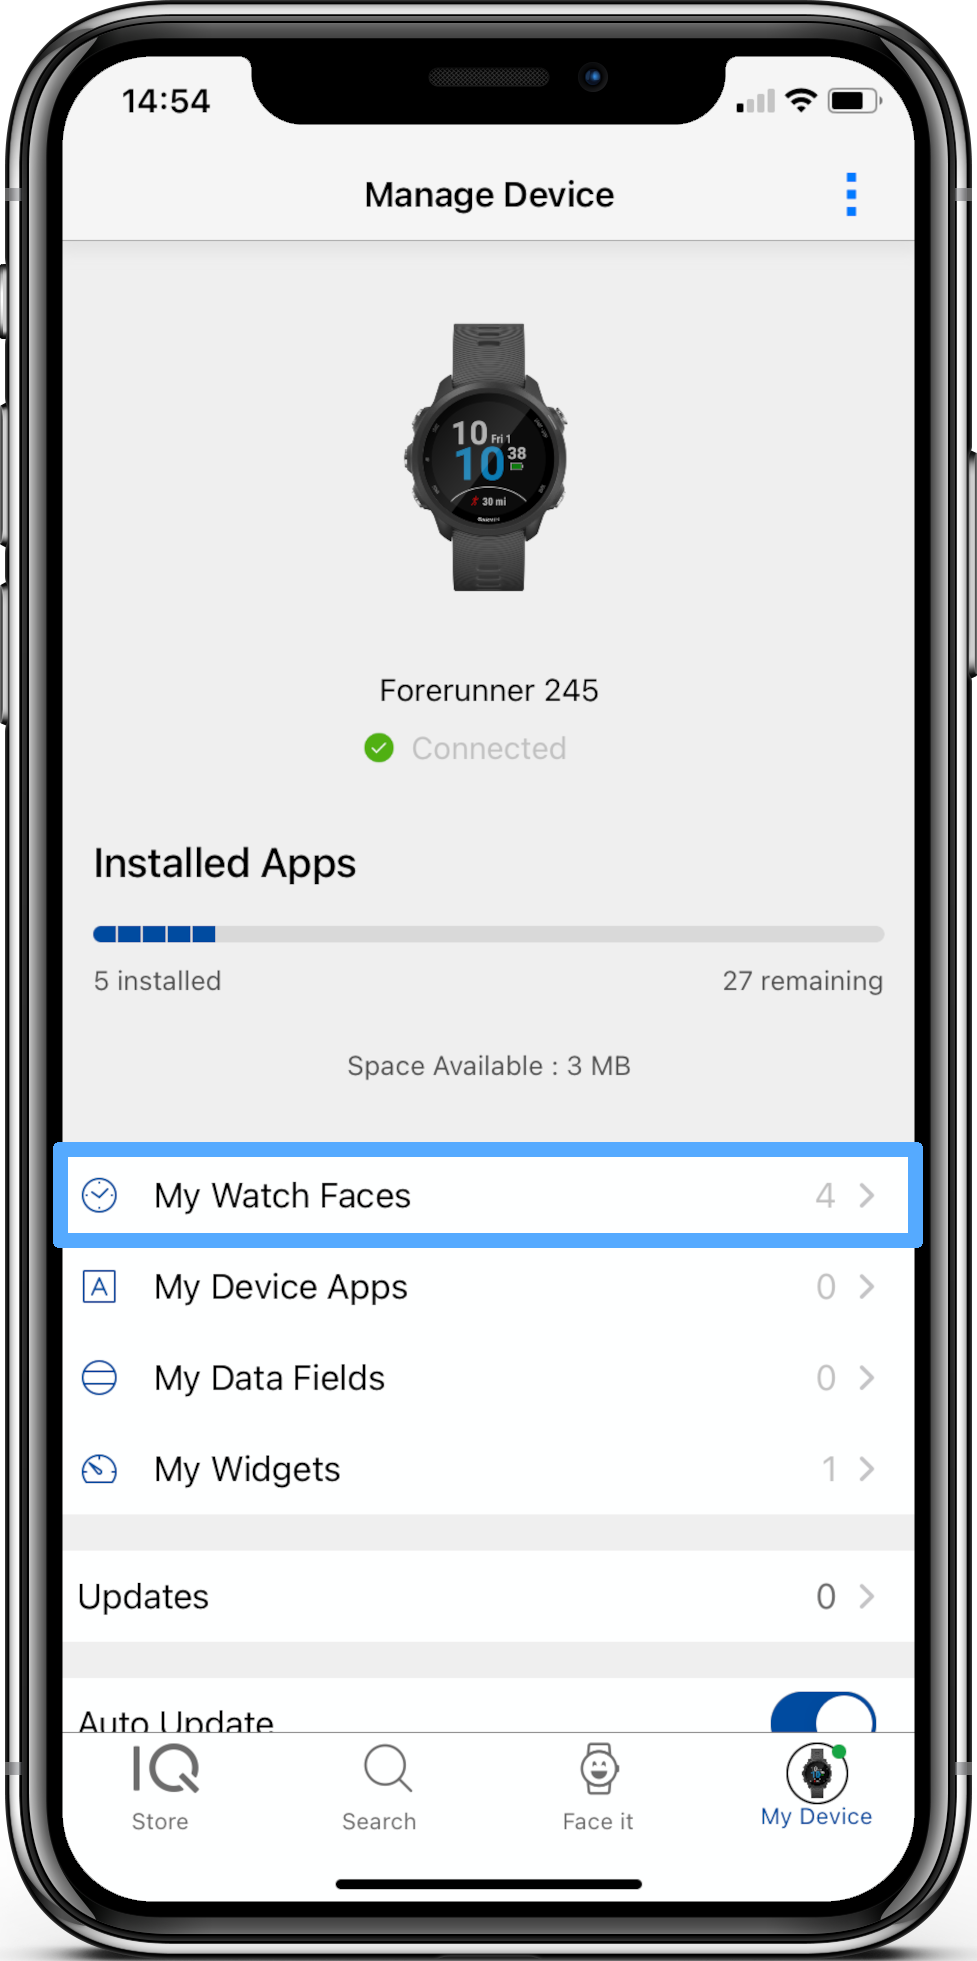 14:54
Manage Device
10 Fri 1
10 38
30 mi
Forerunner 245
Connected
Installed Apps
5 installed
27 remaining
Space Available : 3 MB
My Watch Faces 4
A My Device Apps 0
My Data Fields 0
My Widgets 1
Updates 0
Auto Update
IQ
Store
Search
Face it
My Device